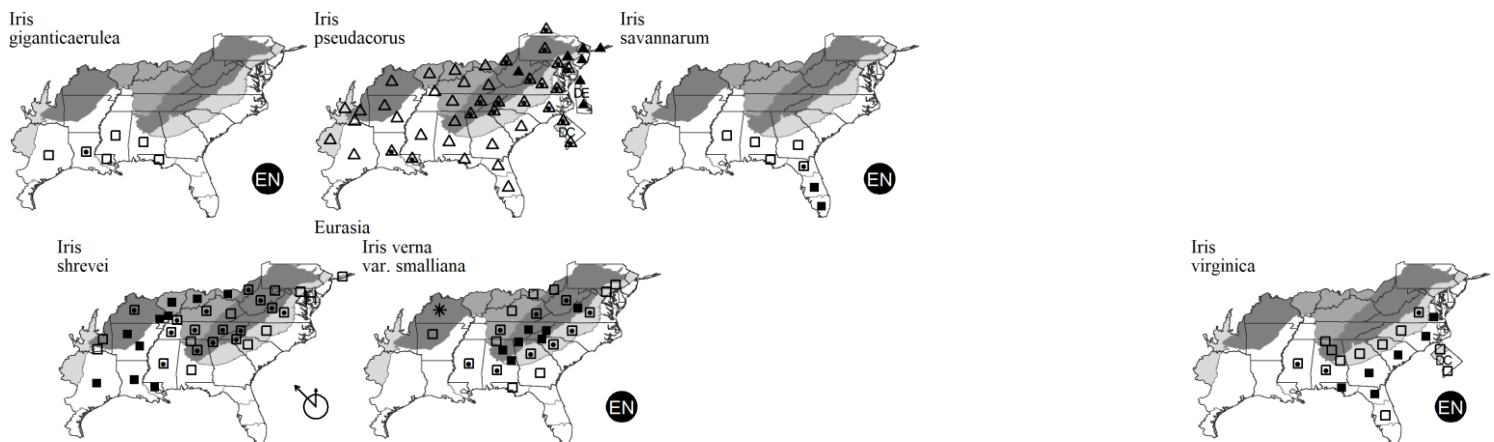 Iris
giganticaerulea
EN
Iris
pseudacorus
DE
DC
Eurasia
Iris
savannarum
EN
Iris
shrevei
Iris verna
var. smalliana
EN
Iris
virginica
DC
EN